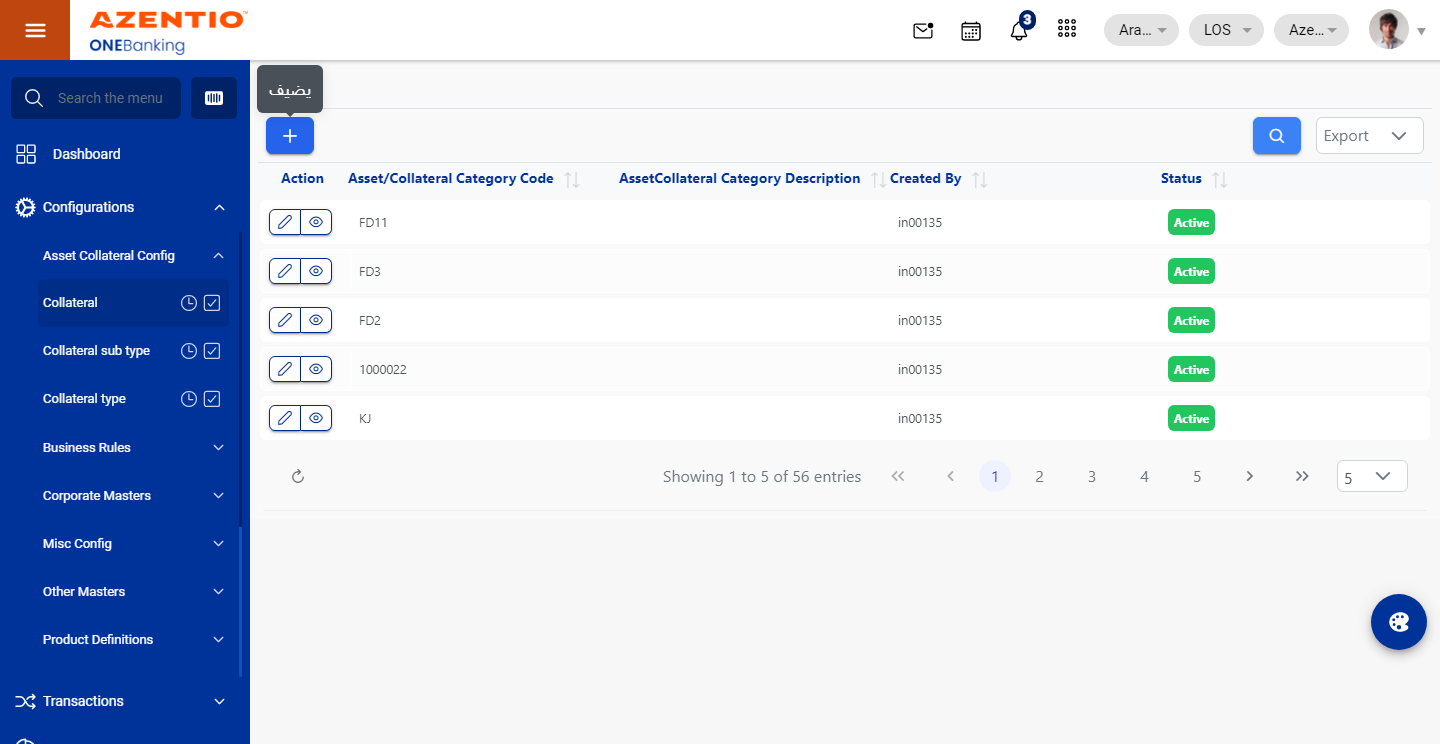 AZENTIO™
ONEBanking
3
Ara...
LOS
Aze...
Search the menu
يضيف
Dashboard
Configurations
Asset Collateral Config
Collateral
Collateral sub type
Collateral type
Business Rules
Corporate Masters
Misc Config
Other Masters
Product Definitions
Transactions
Export
Action Asset/Collateral Category Code AssetCollateral Category Description Created By Status
FD11 in00135 Active
FD3 in00135 Active
FD2 in00135 Active
1000022 in00135 Active
KJ in00135 Active
Showing 1 to 5 of 56 entries 1 2 3 4 5 5